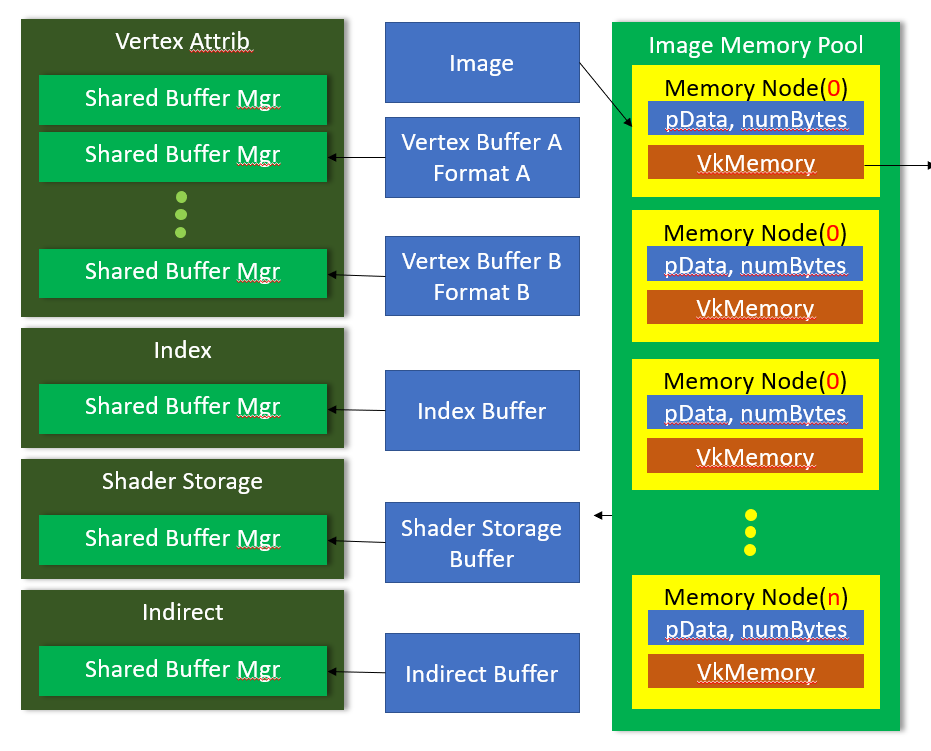 Vertex Attrib
Shared Buffer Mgr
Shared Buffer Mgr
Shared Buffer Mgr
Index
Shared Buffer Mgr
Shader Storage
Shared Buffer Mgr
Indirect
Shared Buffer Mgr
Image
Vertex Buffer A
Format A
Vertex Buffer B
Format B
Index Buffer
Shader Storage
Buffer
Indirect Buffer
Image Memory Pool
Memory Node(0)
pData, numBytes
VkMemory
Memory Node(0)
pData, numBytes
VkMemory
Memory Node(0)
pData, numBytes
VkMemory
Memory Node(n)
pData, numBytes
VkMemory